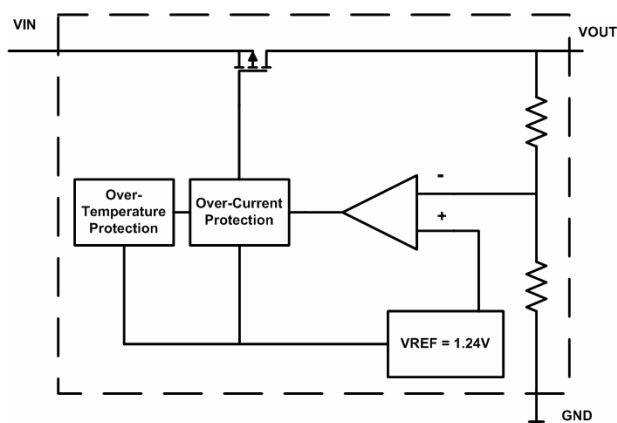 VIN
VOUT
Over-
Temperature
Protection
Over-Current
Protection
-
+
VREF = 1.24V
GND